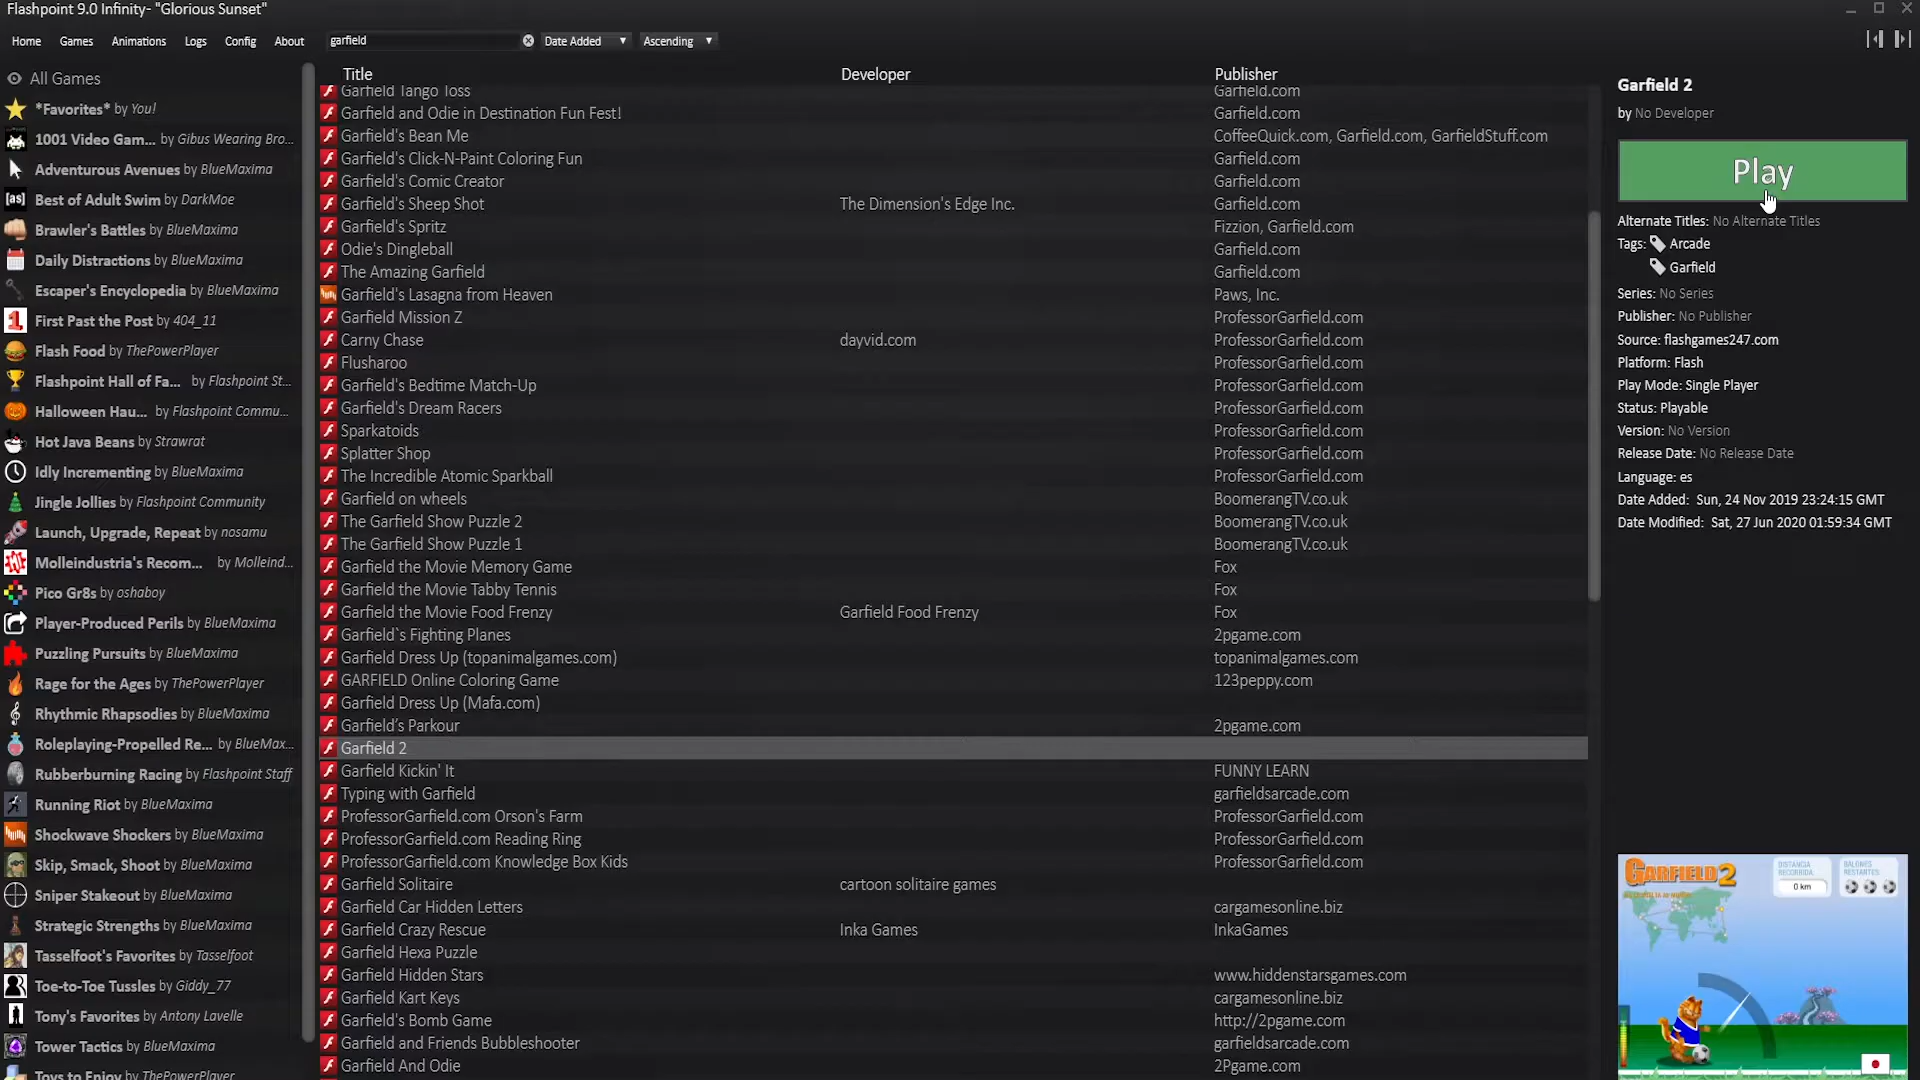 Flashpoint 9.0 Infinity- "Glorious Sunset"
Home Games Animations Logs Config About garfield Date Added Ascending
All Games
*Favorites* by You!
1001 Video Gam... by Gibus Wearing Bro...
Adventurous Avenues by BlueMaxima
[as] Best of Adult Swim by DarkMoe
Brawler's Battles by BlueMaxima
Daily Distractions by BlueMaxima
Escaper's Encyclopedia by BlueMaxima
First Past the Post by 404_11
Flash Food by ThePowerPlayer
Flashpoint Hall of Fa... by Flashpoint St...
Halloween Hau... by Flashpoint Commu...
Hot Java Beans by Strawrat
Idly Incrementing by BlueMaxima
Jingle Jollies by Flashpoint Community
Launch, Upgrade, Repeat by nosamu
Molleindustria's Recom... by Molleind...
Pico Gr8s by oshaboy
Player-Produced Perils by BlueMaxima
Puzzling Pursuits by BlueMaxima
Rage for the Ages by ThePowerPlayer
Rhythmic Rhapsodies by BlueMaxima
Roleplaying-Propelled Re... by BlueMax...
Rubberburning Racing by Flashpoint Staff
Running Riot by BlueMaxima
Shockwave Shockers by BlueMaxima
Skip, Smack, Shoot by BlueMaxima
Sniper Stakeout by BlueMaxima
Strategic Strengths by BlueMaxima
Tasselfoot's Favorites by Tasselfoot
Toe-to-Toe Tussles by Giddy_77
Tony's Favorites by Antony Lavelle
Tower Tactics by BlueMaxima
Toys to Enjoy by ThePowerPlayer
Title Developer Publisher
Garfield Tango Toss Garfield.com
Garfield and Odie in Destination Fun Fest! Garfield.com
Garfield's Bean Me CoffeeQuick.com, Garfield.com, GarfieldStuff.com
Garfield's Click-N-Paint Coloring Fun Garfield.com
Garfield's Comic Creator Garfield.com
Garfield's Sheep Shot The Dimension's Edge Inc. Garfield.com
Garfield's Spritz Fizzion, Garfield.com
Odie's Dingleball Garfield.com
The Amazing Garfield Garfield.com
Garfield's Lasagna from Heaven Paws, Inc.
Garfield Mission Z ProfessorGarfield.com
Carny Chase dayvid.com ProfessorGarfield.com
Flusharoo ProfessorGarfield.com
Garfield's Bedtime Match-Up ProfessorGarfield.com
Garfield's Dream Racers ProfessorGarfield.com
Sparkatoids ProfessorGarfield.com
Splatter Shop ProfessorGarfield.com
The Incredible Atomic Sparkball ProfessorGarfield.com
Garfield on wheels BoomerangTV.co.uk
The Garfield Show Puzzle 2 BoomerangTV.co.uk
The Garfield Show Puzzle 1 BoomerangTV.co.uk
Garfield the Movie Memory Game Fox
Garfield the Movie Tabby Tennis Fox
Garfield the Movie Food Frenzy Garfield Food Frenzy Fox
Garfield`s Fighting Planes 2pgame.com
Garfield Dress Up (topanimalgames.com) topanimalgames.com
GARFIELD Online Coloring Game 123peppy.com
Garfield Dress Up (Mafa.com)
Garfield's Parkour 2pgame.com
Garfield 2
Garfield Kickin' It FUNNY LEARN
Typing with Garfield garfieldsarcade.com
ProfessorGarfield.com Orson's Farm ProfessorGarfield.com
ProfessorGarfield.com Reading Ring ProfessorGarfield.com
ProfessorGarfield.com Knowledge Box Kids ProfessorGarfield.com
Garfield Solitaire cartoon solitaire games
Garfield Car Hidden Letters cargamesonline.biz
Garfield Crazy Rescue Inka Games InkaGames
Garfield Hexa Puzzle
Garfield Hidden Stars www.hiddenstarsgames.com
Garfield Kart Keys cargamesonline.biz
Garfield's Bomb Game http://2pgame.com
Garfield and Friends Bubbleshooter garfieldsarcade.com
Garfield And Odie 2Pgame.com
Garfield 2
by No Developer
Play
Alternate Titles: No Alternate Titles
Tags: Arcade
Garfield
Series: No Series
Publisher: No Publisher
Source: flashgames247.com
Platform: Flash
Play Mode: Single Player
Status: Playable
Version: No Version
Release Date: No Release Date
Language: es
Date Added: Sun, 24 Nov 2019 23:24:15 GMT
Date Modified: Sat, 27 Jun 2020 01:59:34 GMT
GARFIELD 2
DISTANCIA
RECORRIDA
0 km
BALONES
RESTANTES